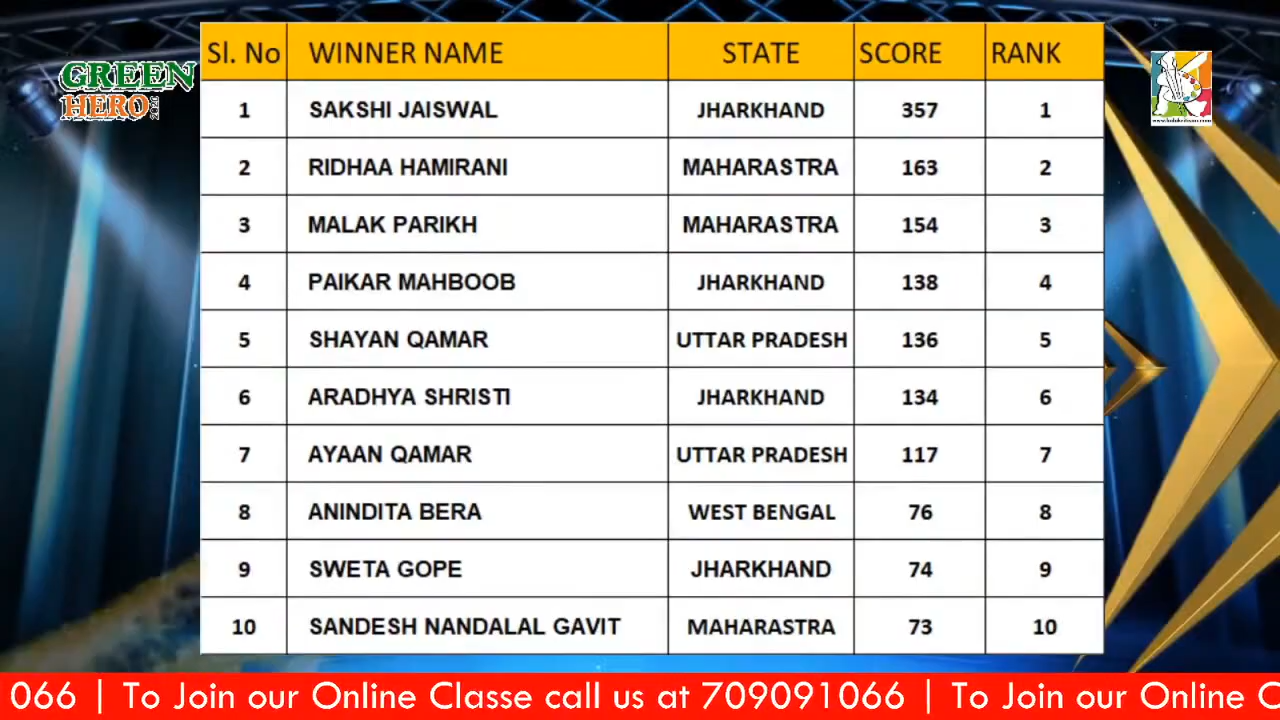 Sl. No WINNER NAME STATE SCORE RANK
GREEN
HERO
1 SAKSHI JAISWAL JHARKHAND 357 1
2 RIDHAA HAMIRANI MAHARASTRA 163 2
3 MALAK PARIKH MAHARASTRA 154 3
4 PAIKAR MAHBOOB JHARKHAND 138 4
5 SHAYAN QAMAR UTTAR PRADESH 136 5
6 ARADHYA SHRISTI JHARKHAND 134 6
7 AYAAN QAMAR UTTAR PRADESH 117 7
8 ANINDITA BERA WEST BENGAL 76 8
9 SWETA GOPE JHARKHAND 74 9
10 SANDESH NANDALAL GAVIT MAHARASTRA 73 10
066 | To Join our Online Classe call us at 709091066 | To Join our Online C